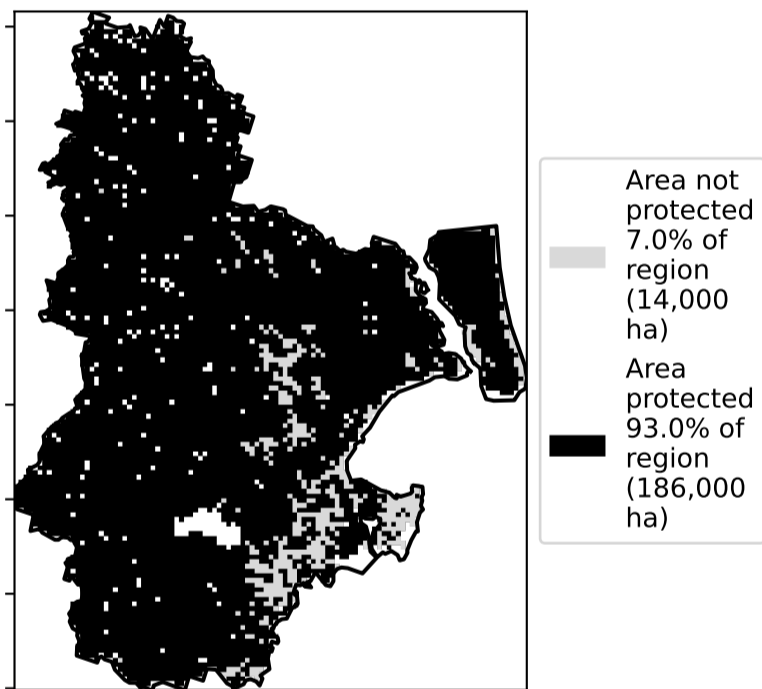 Area not
protected
7.0% of
region
(14,000
ha)
Area
protected
93.0% of
region
(186,000
ha)